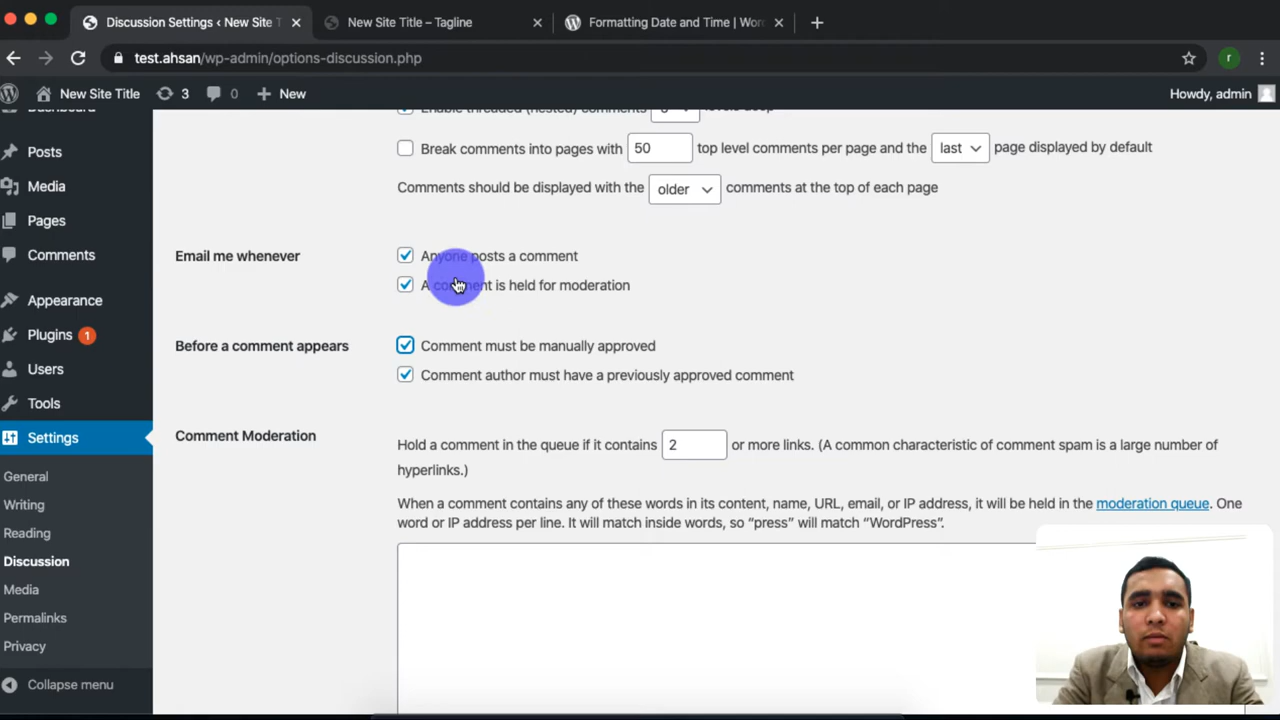 Discussion Settings ‹ New Site T
New Site Title – Tagline
Formatting Date and Time | Wor
test.ahsan/wp-admin/options-discussion.php
New Site Title 3 0 New
Howdy, admin
Dashboard
Posts
Media
Pages
Comments
Appearance
Plugins 1
Users
Tools
Settings
General
Writing
Reading
Discussion
Media
Permalinks
Privacy
Collapse menu
Enable threaded (nested) comments levels deep
Break comments into pages with 50 top level comments per page and the last page displayed by default
Comments should be displayed with the older comments at the top of each page
Email me whenever
Anyone posts a comment
A comment is held for moderation
Before a comment appears
Comment must be manually approved
Comment author must have a previously approved comment
Comment Moderation
Hold a comment in the queue if it contains 2 or more links. (A common characteristic of comment spam is a large number of
hyperlinks.)
When a comment contains any of these words in its content, name, URL, email, or IP address, it will be held in the moderation queue. One
word or IP address per line. It will match inside words, so “press” will match “WordPress”.
r